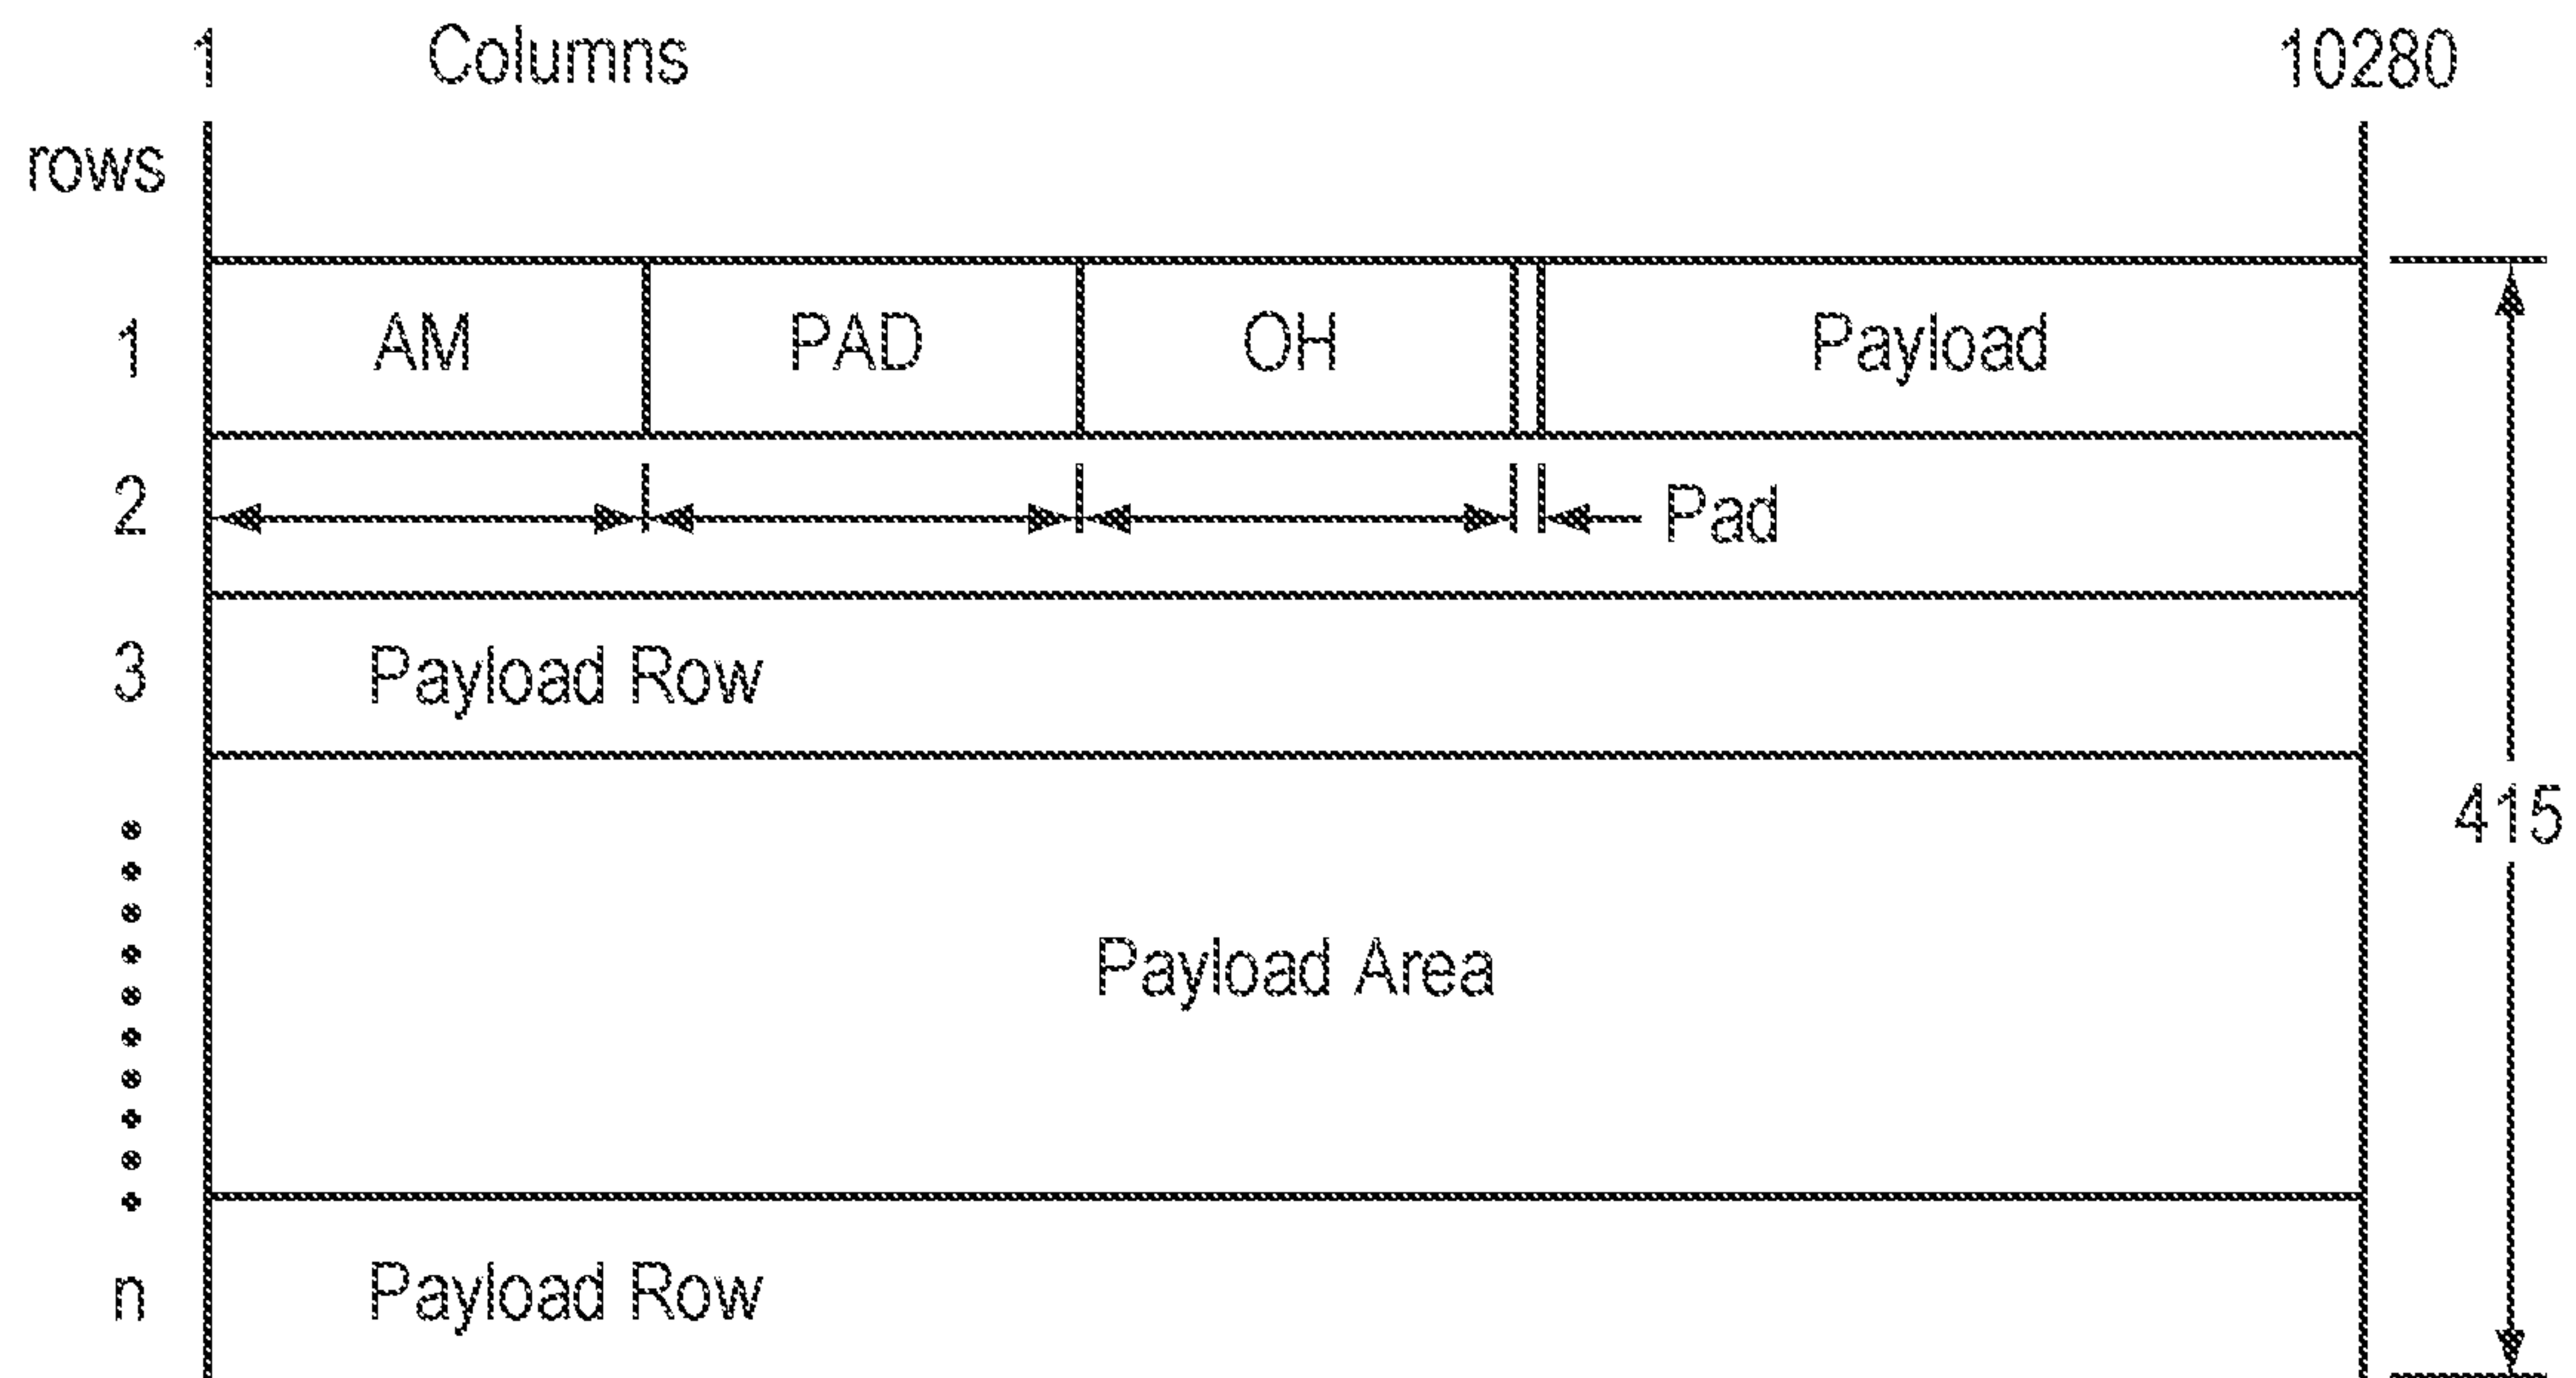 1 Columns 10280
rows
1 AM PAD OH Payload
2 Pad
3 Payload Row
415
Payload Area
n Payload Row